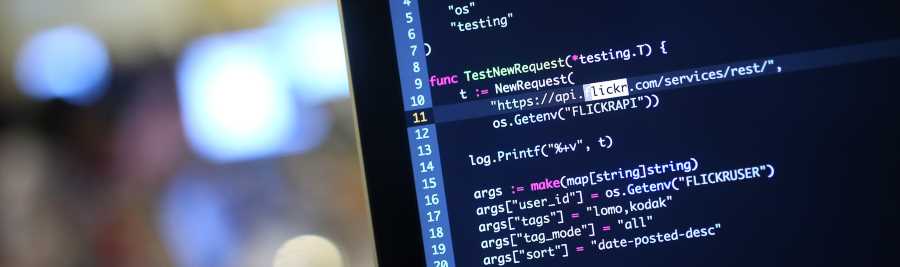 4
5 "os"
6 "testing"
7 )
8
9 func TestNewRequest(*testing.T) {
10 t := NewRequest(
11 "https://api.flickr.com/services/rest/",
12 os.Getenv("FLICKRAPI"))
13
14 log.Printf("%+v", t)
15
16 args := make(map[string]string)
17 args["user_id"] = os.Getenv("FLICKRUSER")
18 args["tags"] = "lomo,kodak"
19 args["tag_mode"] = "all"
20 args["sort"] = "date-posted-desc"